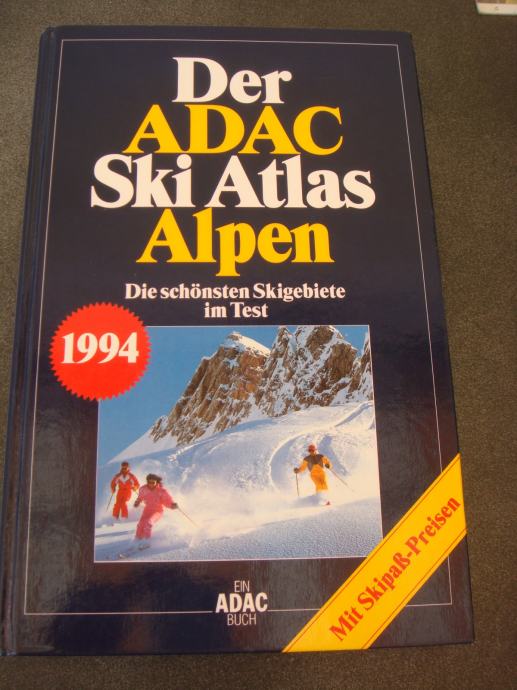 Der
ADAC
Ski Atlas
Alpen
Die schönsten Skigebiete
im Test
1994
Mit Skipaß-Preisen
EIN
ADAC
BUCH